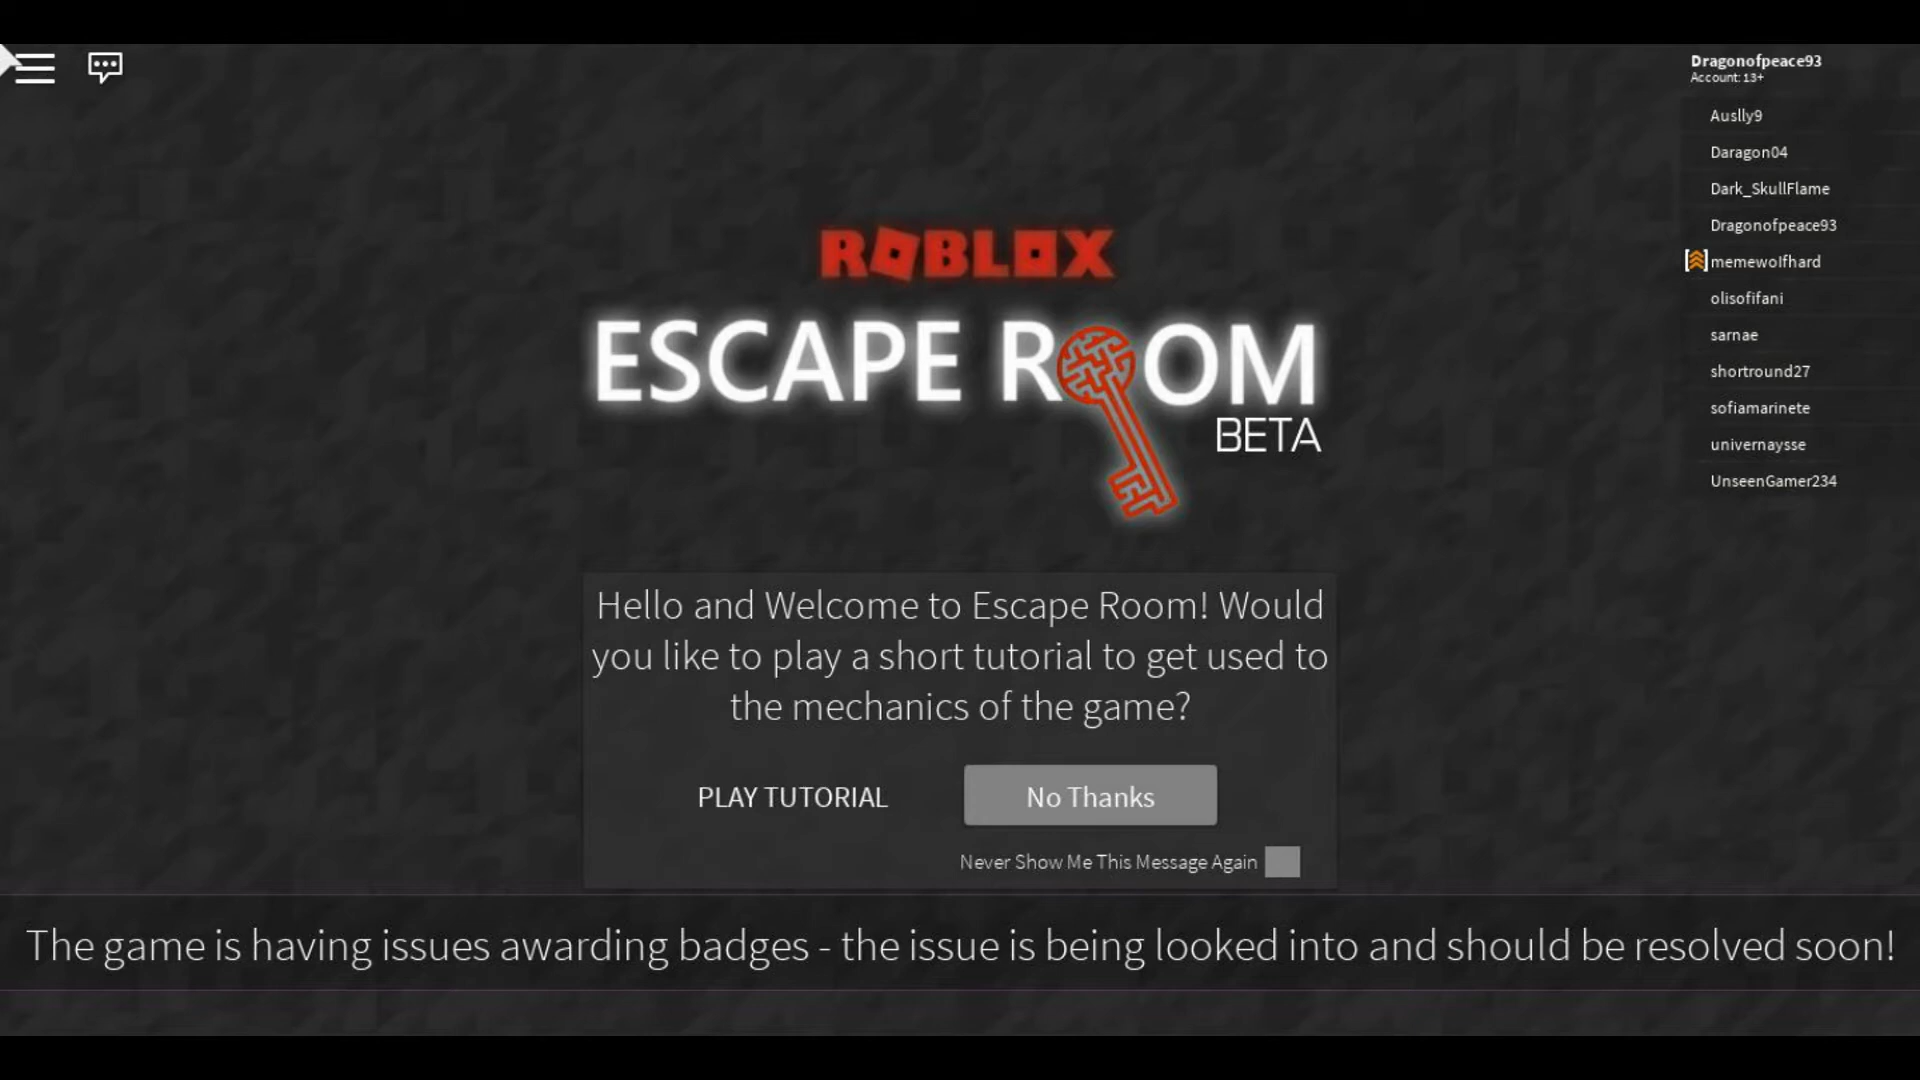 Dragonofpeace93
Account: 13+
Auslly9
Daragon04
Dark_SkullFlame
Dragonofpeace93
memewolfhard
olisofifani
sarnae
shortround27
sofiamarinete
univernaysse
UnseenGamer234
ROBLOX
ESCAPE ROOM
BETA
Hello and Welcome to Escape Room! Would
you like to play a short tutorial to get used to
the mechanics of the game?
PLAY TUTORIAL
No Thanks
Never Show Me This Message Again
The game is having issues awarding badges - the issue is being looked into and should be resolved soon!